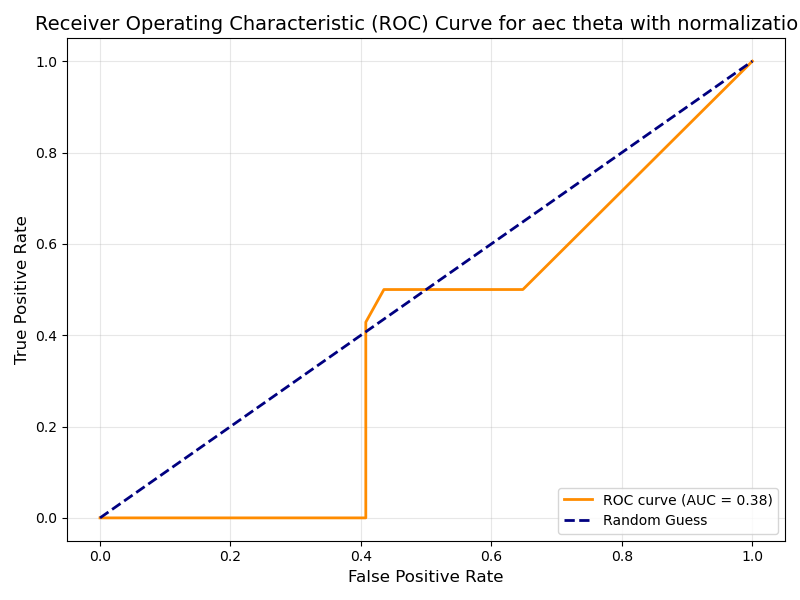 Receiver Operating Characteristic (ROC) Curve for aec theta with normalizatio
1.0
0.8
0.6
0.4
0.2
0.0
True Positive Rate
0.0 0.2 0.4 0.6 0.8 1.0
False Positive Rate
ROC curve (AUC = 0.38)
Random Guess